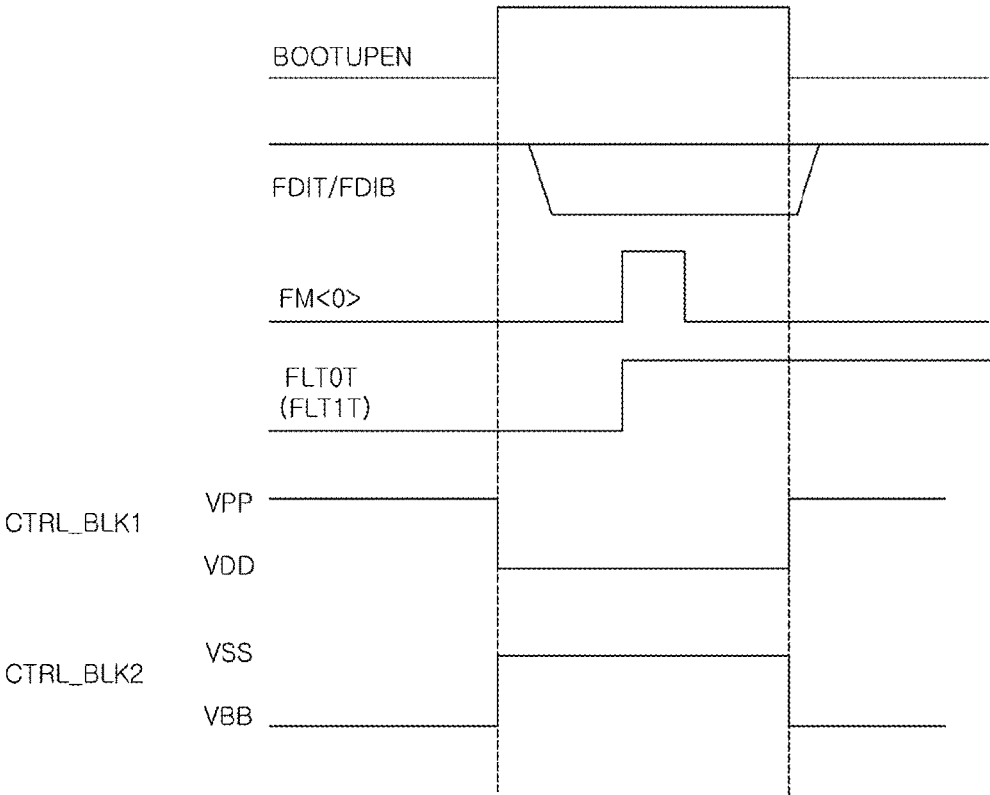 BOOTUPEN
FDIT/FDIB
FM<0>
FLT0T
(FLT1T)
CTRL_BLK1
VPP
VDD
CTRL_BLK2
VSS
VBB